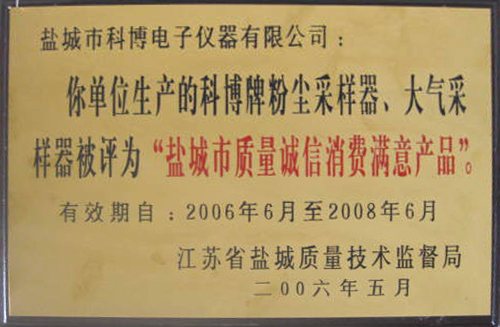 盐城市科博电子仪器有限公司：
你单位生产的科博牌粉尘采样器、大气采
样器被评为“盐城市质量诚信消费满意产品”。
有效期自：2006年6月至2008年6月
江苏省盐城质量技术监督局
二00六年五月